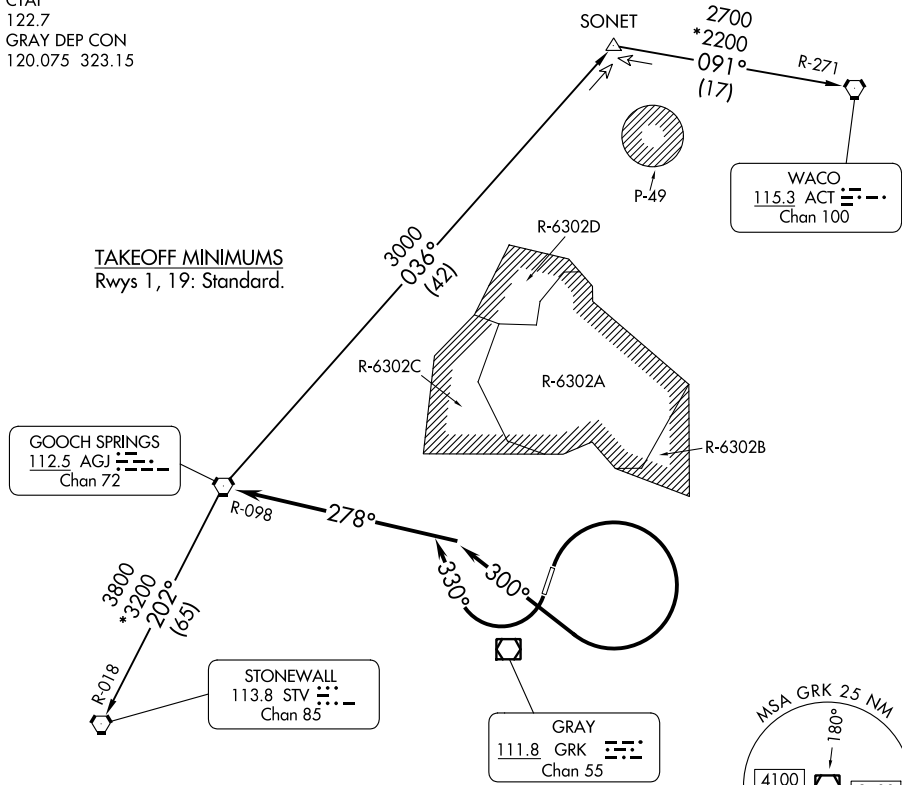 122.7
GRAY DEP CON
120.075 323.15
SONET
2700
*2200
091°
(17)
R-271
WACO
115.3 ACT
Chan 100
P-49
TAKEOFF MINIMUMS
Rwys 1, 19: Standard.
3000
036°
(42)
R-6302D
R-6302C
R-6302A
R-6302B
GOOCH SPRINGS
112.5 AGJ
Chan 72
R-098
278°
330°
300°
3800
*3200
202°
(65)
R-018
STONEWALL
113.8 STV
Chan 85
GRAY
111.8 GRK
Chan 55
MSA GRK 25 NM
180°
4100